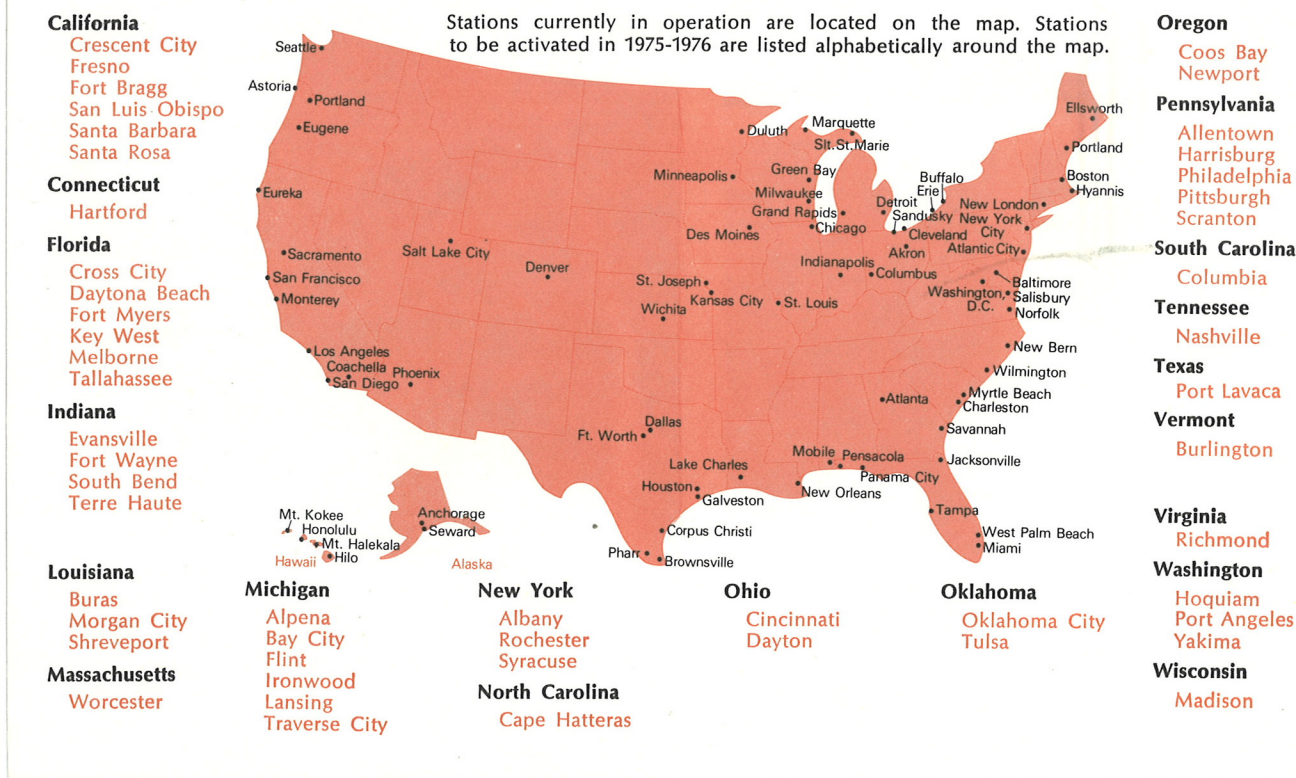 Stations currently in operation are located on the map. Stations
to be activated in 1975-1976 are listed alphabetically around the map.
California
Crescent City
Fresno
Fort Bragg
San Luis Obispo
Santa Barbara
Santa Rosa
Connecticut
Hartford
Florida
Cross City
Daytona Beach
Fort Myers
Key West
Melborne
Tallahassee
Indiana
Evansville
Fort Wayne
South Bend
Terre Haute
Louisiana
Buras
Morgan City
Shreveport
Massachusetts
Worcester
Seattle
Astoria
Portland
Eugene
Eureka
Sacramento
San Francisco
Monterey
Los Angeles
Coachella
Phoenix
San Diego
Salt Lake City
Denver
Duluth
Marquette
Slt. St. Marie
Minneapolis
Green Bay
Milwaukee
Grand Rapids
Des Moines
Chicago
Detroit
Sandusky
Buffalo
Erie
Cleveland
Akron
Indianapolis
Columbus
St. Joseph
Kansas City
St. Louis
Wichita
Ellsworth
Portland
Boston
Hyannis
New London
New York
City
Atlantic City
Baltimore
Washington,
D.C.
Salisbury
Norfolk
New Bern
Wilmington
Myrtle Beach
Charleston
Atlanta
Savannah
Jacksonville
Dallas
Ft. Worth
Lake Charles
Mobile
Pensacola
Panama City
Houston
Galveston
New Orleans
Tampa
West Palm Beach
Miami
Corpus Christi
Pharr
Brownsville
Mt. Kokee
Honolulu
Mt. Halekala
Hilo
Hawaii
Anchorage
Seward
Alaska
Michigan
Alpena
Bay City
Flint
Ironwood
Lansing
Traverse City
New York
Albany
Rochester
Syracuse
North Carolina
Cape Hatteras
Ohio
Cincinnati
Dayton
Oklahoma
Oklahoma City
Tulsa
Oregon
Coos Bay
Newport
Pennsylvania
Allentown
Harrisburg
Philadelphia
Pittsburgh
Scranton
South Carolina
Columbia
Tennessee
Nashville
Texas
Port Lavaca
Vermont
Burlington
Virginia
Richmond
Washington
Hoquiam
Port Angeles
Yakima
Wisconsin
Madison